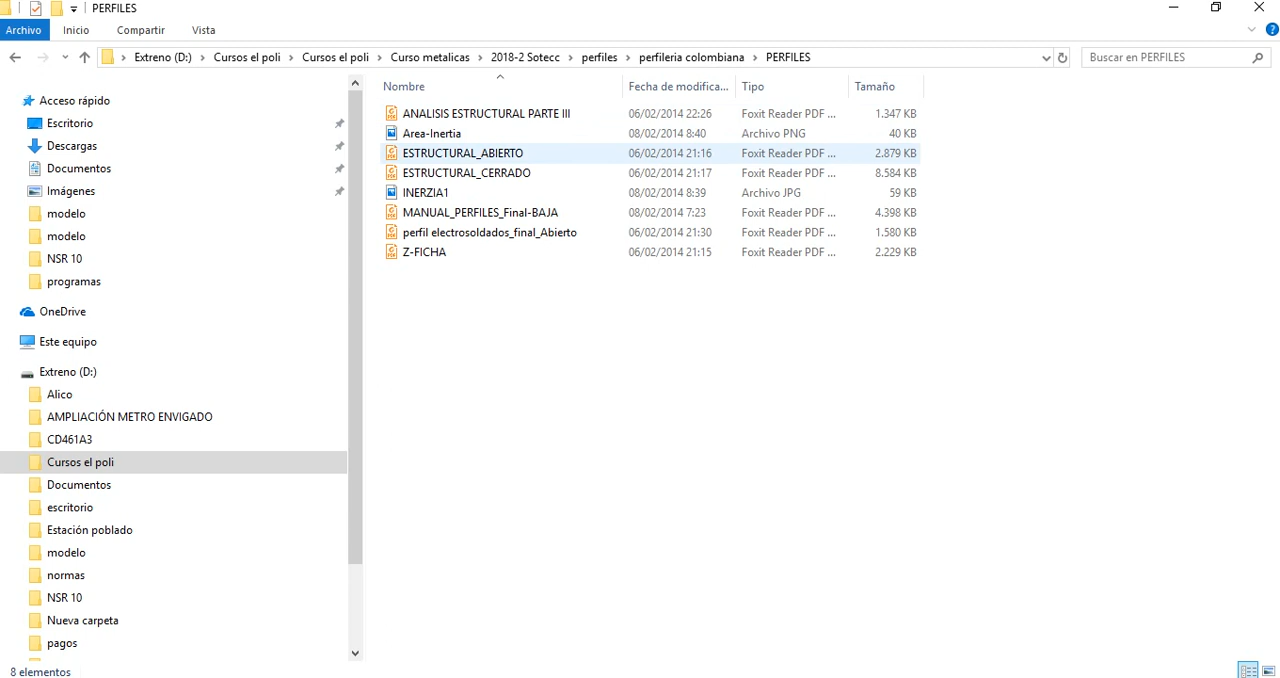 PERFILES
Archivo Inicio Compartir Vista
Extreno (D:) Cursos el poli Cursos el poli Curso metalicas 2018-2 Sotecc perfiles perfileria colombiana PERFILES Buscar en PERFILES
Nombre Fecha de modifica... Tipo Tamaño
ANALISIS ESTRUCTURAL PARTE III 06/02/2014 22:26 Foxit Reader PDF ... 1.347 KB
Area-Inertia 08/02/2014 8:40 Archivo PNG 40 KB
ESTRUCTURAL_ABIERTO 06/02/2014 21:16 Foxit Reader PDF ... 2.879 KB
ESTRUCTURAL_CERRADO 06/02/2014 21:17 Foxit Reader PDF ... 8.584 KB
INERZIA1 08/02/2014 8:39 Archivo JPG 59 KB
MANUAL_PERFILES_Final-BAJA 08/02/2014 7:23 Foxit Reader PDF ... 4.398 KB
perfil electrosoldados_final_Abierto 06/02/2014 21:30 Foxit Reader PDF ... 1.580 KB
Z-FICHA 06/02/2014 21:15 Foxit Reader PDF ... 2.229 KB
Acceso rápido
Escritorio
Descargas
Documentos
Imágenes
modelo
modelo
NSR 10
programas
OneDrive
Este equipo
Extreno (D:)
Alico
AMPLIACIÓN METRO ENVIGADO
CD461A3
Cursos el poli
Documentos
escritorio
Estación poblado
modelo
normas
NSR 10
Nueva carpeta
pagos
8 elementos